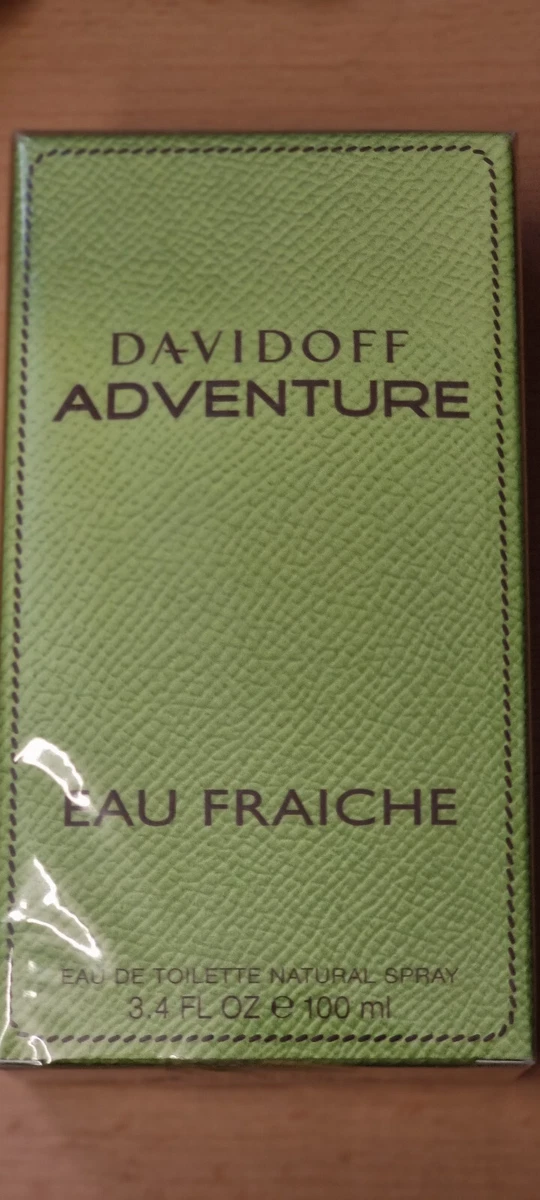 DAVIDOFF
ADVENTURE
EAU FRAICHE
EAU DE TOILETTE NATURAL SPRAY
3.4 FL OZ ℮ 100 ml